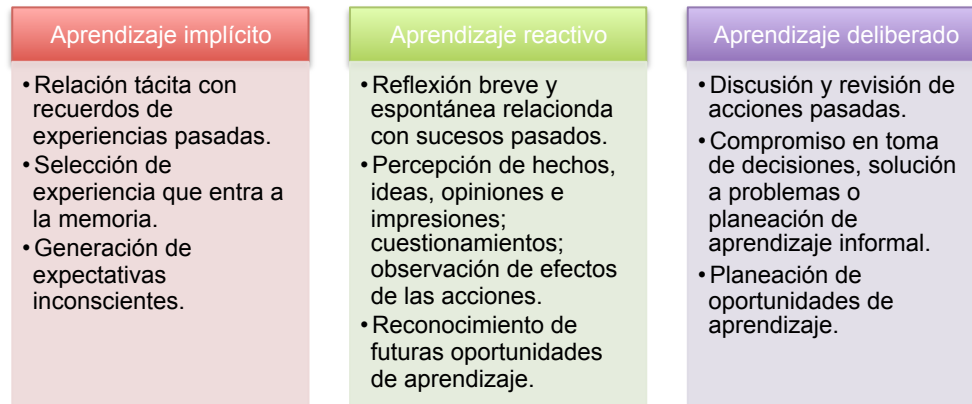 Aprendizaje implícito
• Relación tácita con
recuerdos de
experiencias pasadas.
• Selección de
experiencia que entra a
la memoria.
• Generación de
expectativas
inconscientes.
Aprendizaje reactivo
• Reflexión breve y
espontánea relacionda
con sucesos pasados.
• Percepción de hechos,
ideas, opiniones e
impresiones;
cuestionamientos;
observación de efectos
de las acciones.
• Reconocimiento de
futuras oportunidades
de aprendizaje.
Aprendizaje deliberado
• Discusión y revisión de
acciones pasadas.
• Compromiso en toma
de decisiones, solución
a problemas o
planeación de
aprendizaje informal.
• Planeación de
oportunidades de
aprendizaje.